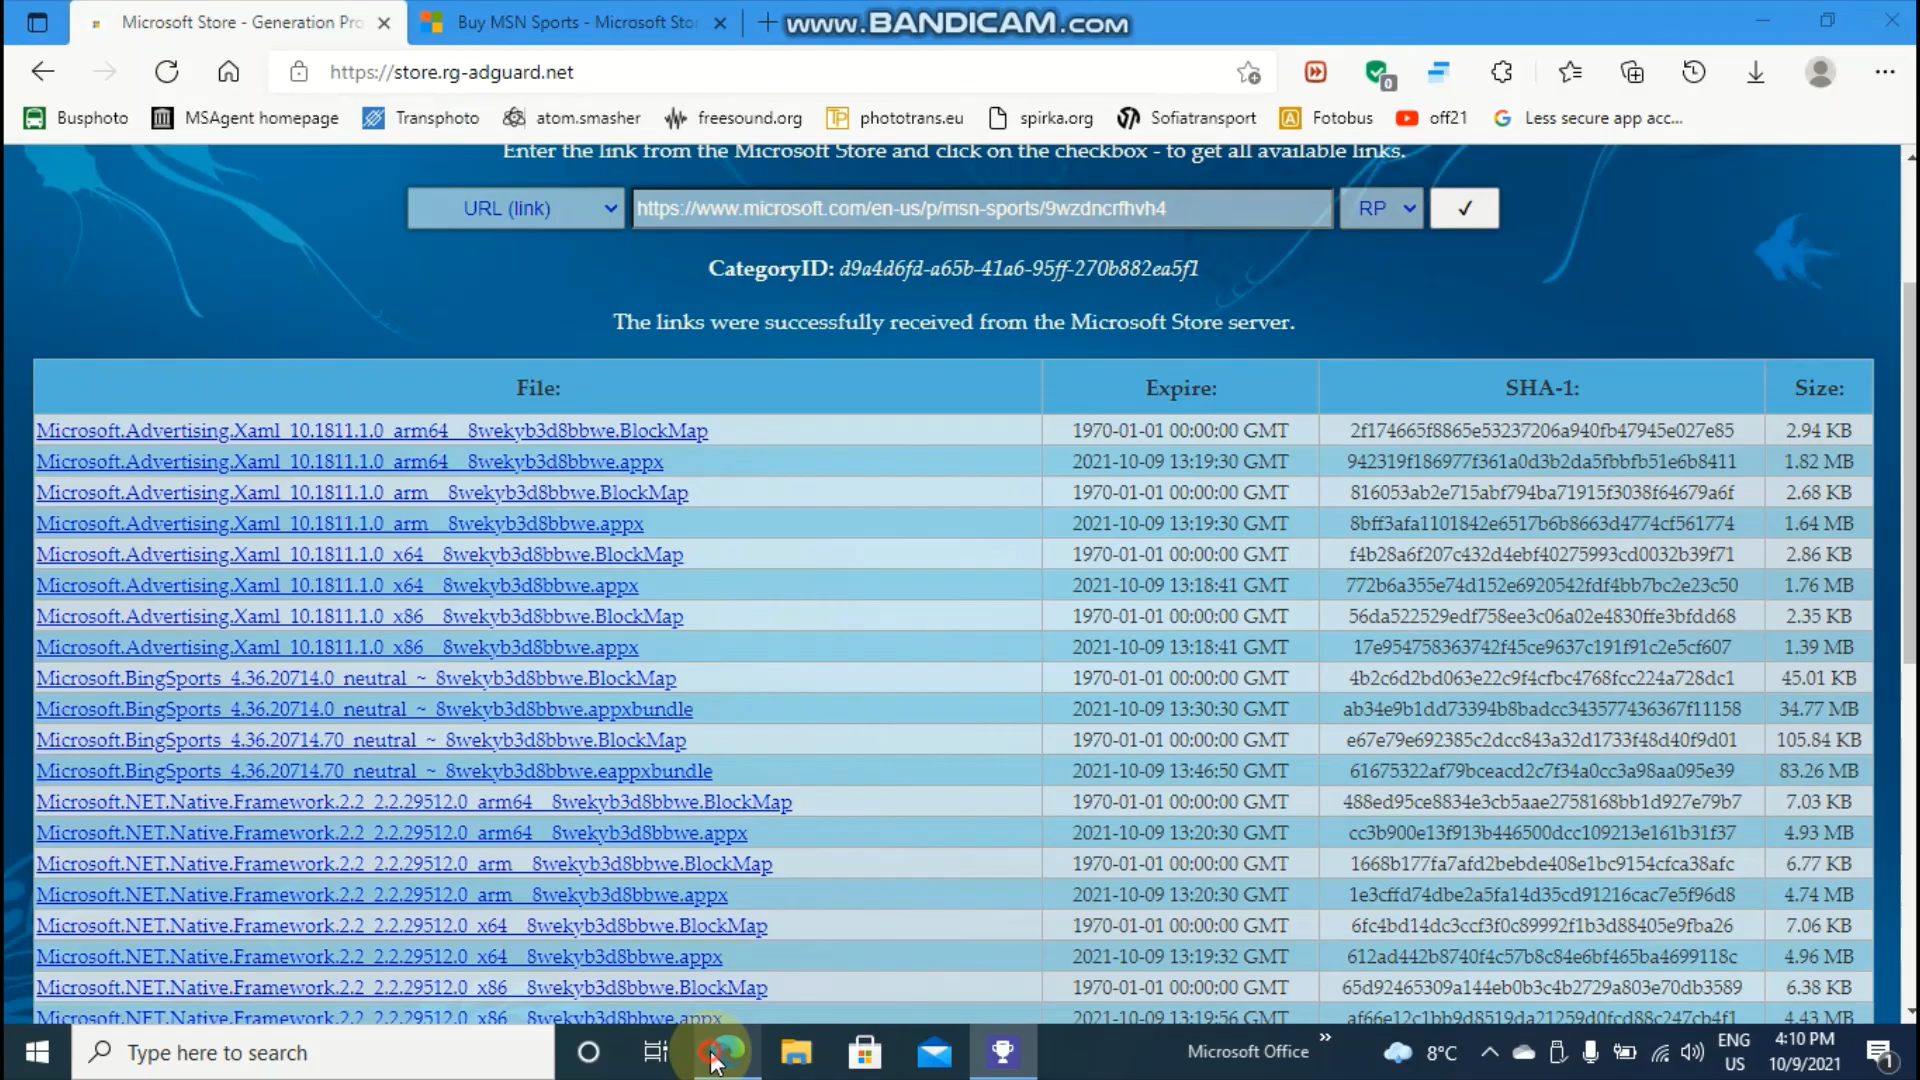 Microsoft Store - Generation Pro
Buy MSN Sports - Microsoft Stor
www.BANDICAM.com
https://store.rg-adguard.net
0
Busphoto
MSAgent homepage
Transphoto
atom.smasher
freesound.org
phototrans.eu
spirka.org
Sofiatransport
Fotobus
off21
Less secure app acc...
Enter the link from the Microsoft Store and click on the checkbox - to get all available links.
URL (link)
https://www.microsoft.com/en-us/p/msn-sports/9wzdncrfhvh4
RP
✓
CategoryID: d9a4d6fd-a65b-41a6-95ff-270b882ea5f1
The links were successfully received from the Microsoft Store server.
File: Expire: SHA-1: Size:
Microsoft.Advertising.Xaml_10.1811.1.0_arm64__8wekyb3d8bbwe.BlockMap 1970-01-01 00:00:00 GMT 2f174665f8865e53237206a940fb47945e027e85 2.94 KB
Microsoft.Advertising.Xaml_10.1811.1.0_arm64__8wekyb3d8bbwe.appx 2021-10-09 13:19:30 GMT 942319f186977f361a0d3b2da5fbbfb51e6b8411 1.82 MB
Microsoft.Advertising.Xaml_10.1811.1.0_arm__8wekyb3d8bbwe.BlockMap 1970-01-01 00:00:00 GMT 816053ab2e715abf794ba71915f3038f64679a6f 2.68 KB
Microsoft.Advertising.Xaml_10.1811.1.0_arm__8wekyb3d8bbwe.appx 2021-10-09 13:19:30 GMT 8bff3afa1101842e6517b6b8663d4774cf561774 1.64 MB
Microsoft.Advertising.Xaml_10.1811.1.0_x64__8wekyb3d8bbwe.BlockMap 1970-01-01 00:00:00 GMT f4b28a6f207c432d4ebf40275993cd0032b39f71 2.86 KB
Microsoft.Advertising.Xaml_10.1811.1.0_x64__8wekyb3d8bbwe.appx 2021-10-09 13:18:41 GMT 772b6a355e74d152e6920542fdf4bb7bc2e23c50 1.76 MB
Microsoft.Advertising.Xaml_10.1811.1.0_x86__8wekyb3d8bbwe.BlockMap 1970-01-01 00:00:00 GMT 56da522529edf758ee3c06a02e4830ffe3bfdd68 2.35 KB
Microsoft.Advertising.Xaml_10.1811.1.0_x86__8wekyb3d8bbwe.appx 2021-10-09 13:18:41 GMT 17e954758363742f45ce9637c191f91c2e5cf607 1.39 MB
Microsoft.BingSports_4.36.20714.0_neutral_~_8wekyb3d8bbwe.BlockMap 1970-01-01 00:00:00 GMT 4b2c6d2bd063e22c9f4cfbc4768fcc224a728dc1 45.01 KB
Microsoft.BingSports_4.36.20714.0_neutral_~_8wekyb3d8bbwe.appxbundle 2021-10-09 13:30:30 GMT ab34e9b1dd73394b8badcc343577436367f11158 34.77 MB
Microsoft.BingSports_4.36.20714.70_neutral_~_8wekyb3d8bbwe.BlockMap 1970-01-01 00:00:00 GMT e67e79e692385c2dcc843a32d1733f48d40f9d01 105.84 KB
Microsoft.BingSports_4.36.20714.70_neutral_~_8wekyb3d8bbwe.eappxbundle 2021-10-09 13:46:50 GMT 61675322af79bceacd2c7f34a0cc3a98aa095e39 83.26 MB
Microsoft.NET.Native.Framework.2.2_2.2.29512.0_arm64__8wekyb3d8bbwe.BlockMap 1970-01-01 00:00:00 GMT 488ed95ce8834e3cb5aae2758168bb1d927e79b7 7.03 KB
Microsoft.NET.Native.Framework.2.2_2.2.29512.0_arm64__8wekyb3d8bbwe.appx 2021-10-09 13:20:30 GMT cc3b900e13f913b446500dcc109213e161b31f37 4.93 MB
Microsoft.NET.Native.Framework.2.2_2.2.29512.0_arm__8wekyb3d8bbwe.BlockMap 1970-01-01 00:00:00 GMT 1668b177fa7afd2bebde408e1bc9154cfca38afc 6.77 KB
Microsoft.NET.Native.Framework.2.2_2.2.29512.0_arm__8wekyb3d8bbwe.appx 2021-10-09 13:20:30 GMT 1e3cffd74dbe2a5fa14d35cd91216cac7e5f96d8 4.74 MB
Microsoft.NET.Native.Framework.2.2_2.2.29512.0_x64__8wekyb3d8bbwe.BlockMap 1970-01-01 00:00:00 GMT 6fc4bd14dc3ccf3f0c89992f1b3d88405e9fba26 7.06 KB
Microsoft.NET.Native.Framework.2.2_2.2.29512.0_x64__8wekyb3d8bbwe.appx 2021-10-09 13:19:32 GMT 612ad442b8740f4c57b8c84e6bf465ba4699118c 4.96 MB
Microsoft.NET.Native.Framework.2.2_2.2.29512.0_x86__8wekyb3d8bbwe.BlockMap 1970-01-01 00:00:00 GMT 65d92465309a144eb0b3c4b2729a803e70db3589 6.38 KB
Microsoft.NET.Native.Framework.2.2_2.2.29512.0_x86__8wekyb3d8bbwe.appx 2021-10-09 13:19:56 GMT af66e12c1bb9d8519da21259d0fcd88c247cb4f1 4.43 MB
Type here to search
Microsoft Office
8°C
ENG
US
4:10 PM
10/9/2021
1